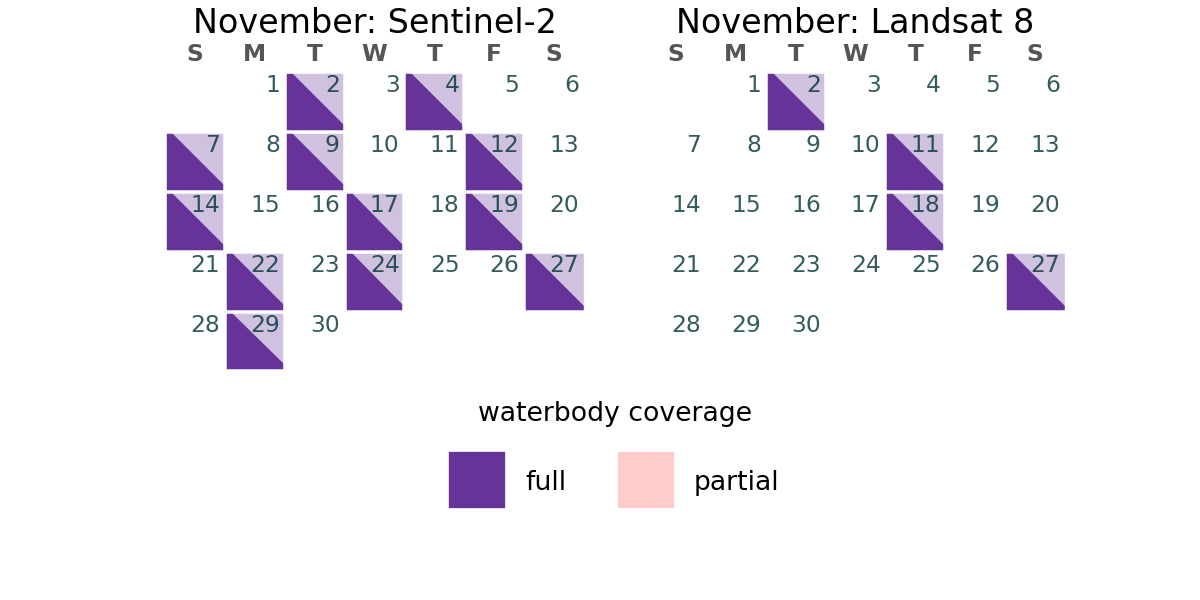 November: Sentinel-2
S M T W T F S
1 2 3 4 5 6
7 8 9 10 11 12 13
14 15 16 17 18 19 20
21 22 23 24 25 26 27
28 29 30
November: Landsat 8
S M T W T F S
1 2 3 4 5 6
7 8 9 10 11 12 13
14 15 16 17 18 19 20
21 22 23 24 25 26 27
28 29 30
waterbody coverage
full partial